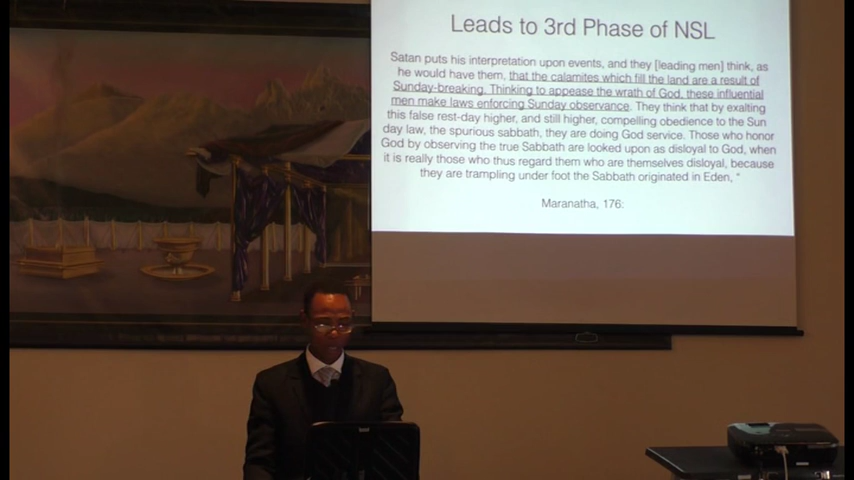 Leads to 3rd Phase of NSL
Satan puts his interpretation upon events, and they [leading men] think, as
he would have them, that the calamites which fill the land are a result of
Sunday-breaking. Thinking to appease the wrath of God, these influential
men make laws enforcing Sunday observance. They think that by exalting
this false rest-day higher, and still higher, compelling obedience to the Sun
day law, the spurious sabbath, they are doing God service. Those who honor
God by observing the true Sabbath are looked upon as disloyal to God, when
it is really those who thus regard them who are themselves disloyal, because
they are trampling under foot the Sabbath originated in Eden, “
Maranatha, 176: